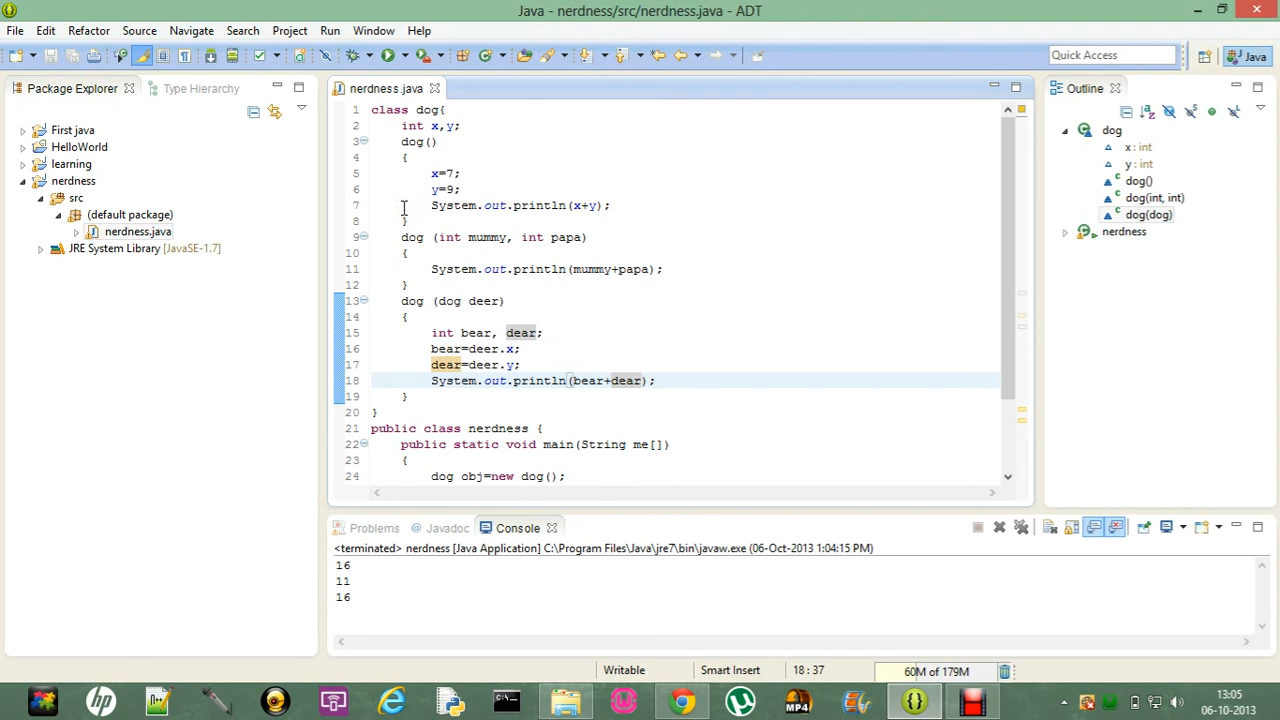 Java - nerdness/src/nerdness.java - ADT
File Edit Refactor Source Navigate Search Project Run Window Help
Quick Access
Java
Package Explorer
Type Hierarchy
nerdness.java
Outline
First java
HelloWorld
learning
nerdness
src
(default package)
nerdness.java
JRE System Library [JavaSE-1.7]
1 class dog{
2 int x,y;
3 dog()
4 {
5 x=7;
6 y=9;
7 System.out.println(x+y);
8 }
9 dog (int mummy, int papa)
10 {
11 System.out.println(mummy+papa);
12 }
13 dog (dog deer)
14 {
15 int bear, dear;
16 bear=deer.x;
17 dear=deer.y;
18 System.out.println(bear+dear);
19 }
20 }
21 public class nerdness {
22 public static void main(String me[])
23 {
24 dog obj=new dog();
dog
x : int
y : int
dog()
dog(int, int)
dog(dog)
nerdness
Problems Javadoc Console
<terminated> nerdness [Java Application] C:\Program Files\Java\jre7\bin\javaw.exe (06-Oct-2013 1:04:15 PM)
16
11
16
Writable Smart Insert 18 : 37 60M of 179M
13:05
06-10-2013